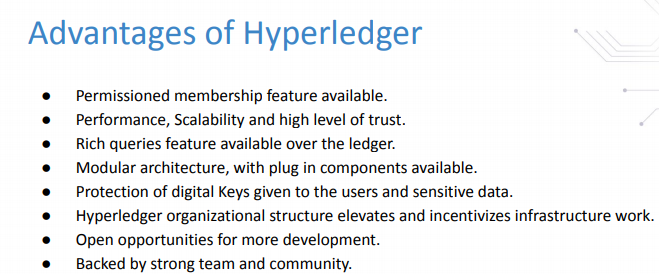 Advantages of Hyperledger
● Permissioned membership feature available.
● Performance, Scalability and high level of trust.
● Rich queries feature available over the ledger.
● Modular architecture, with plug in components available.
● Protection of digital Keys given to the users and sensitive data.
● Hyperledger organizational structure elevates and incentivizes infrastructure work.
● Open opportunities for more development.
● Backed by strong team and community.